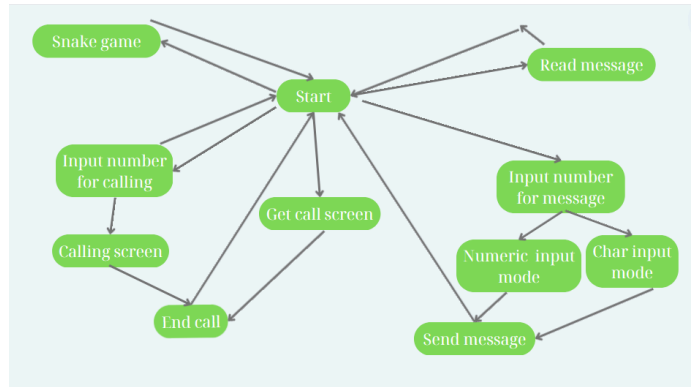 Snake game
Read message
Start
Input number
for calling
Input number
for message
Get call screen
Calling screen
Numeric input
mode
Char input
mode
End call
Send message